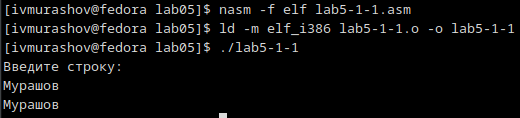 [ivmurashov@fedora lab05]$ nasm -f elf lab5-1-1.asm
[ivmurashov@fedora lab05]$ ld -m elf_i386 lab5-1-1.o -o lab5-1-1
[ivmurashov@fedora lab05]$ ./lab5-1-1
Введите строку:
Мурашов
Мурашов